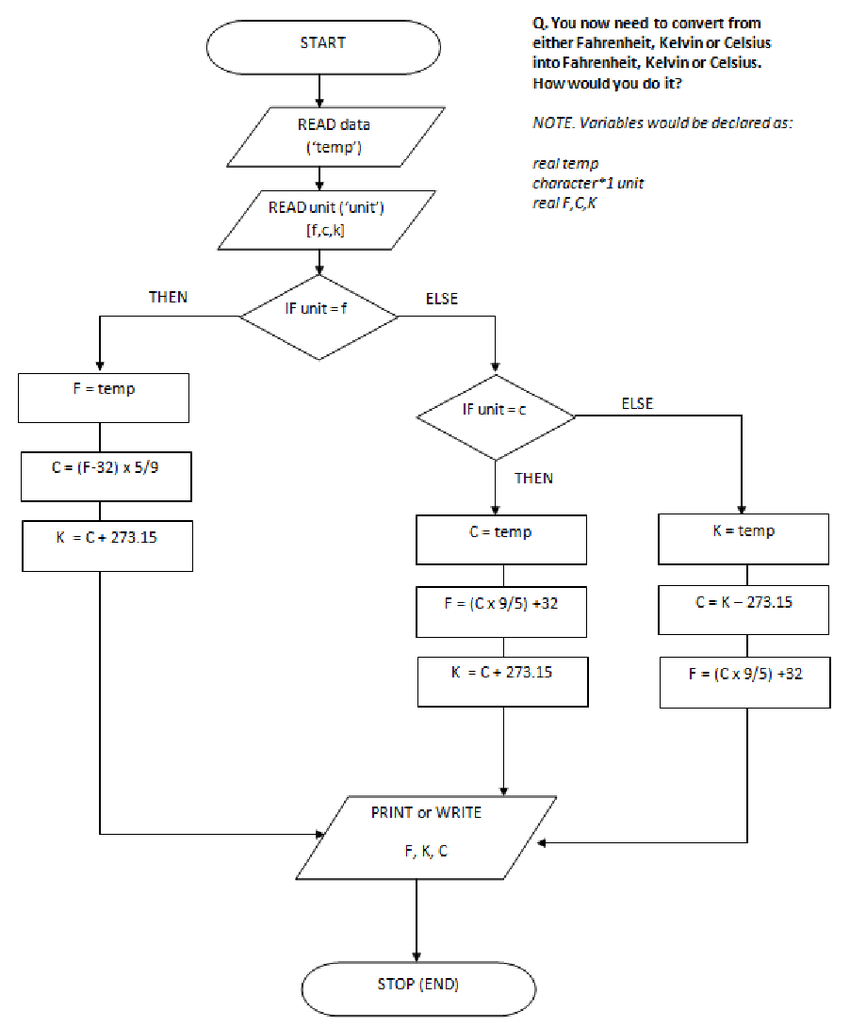 Q. You now need to convert from
either Fahrenheit, Kelvin or Celsius
into Fahrenheit, Kelvin or Celsius.
How would you do it?
NOTE. Variables would be declared as:
real temp
character*1 unit
real F,C,K
START
READ data
(‘temp’)
READ unit (‘unit’)
[f,c,k]
IF unit = f
THEN
ELSE
F = temp
C = (F-32) x 5/9
K = C + 273.15
IF unit = c
ELSE
THEN
C = temp
F = (C x 9/5) +32
K = C + 273.15
K = temp
C = K – 273.15
F = (C x 9/5) +32
PRINT or WRITE
F, K, C
STOP (END)